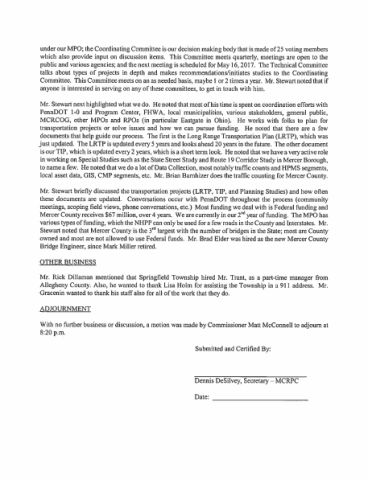 under our MPO; the Coordinating Committee is our decision making body that is made of 25 voting members
which also provide input on discussion items. This Committee meets quarterly, meetings are open to the
public and various agencies; and the next meeting is scheduled for May 16, 2017. The Technical Committee
talks about types of projects in depth and makes recommendations/initiates studies to the Coordinating
Committee. This Committee meets on an as needed basis, maybe 1 or 2 times a year. Mr. Stewart noted that if
anyone is interested in serving on any of these committees, to get in touch with him.
Mr. Stewart next highlighted what we do. He noted that most of his time is spent on coordination efforts with
PennDOT 1-0 and Program Center, FHWA, local municipalities, various stakeholders, general public,
MCRCOG, other MPOs and RPOs (in particular Eastgate in Ohio). He works with folks to plan for
transportation projects or solve issues and how we can pursue funding. He noted that there are a few
documents that help guide our process. The first is the Long Range Transportation Plan (LRTP), which was
just updated. The LRTP is updated every 5 years and looks ahead 20 years in the future. The other document
is our TIP, which is updated every 2 years, which is a short term look. He noted that we have a very active role
in working on Special Studies such as the State Street Study and Route 19 Corridor Study in Mercer Borough,
to name a few. He noted that we do a lot of Data Collection, most notably traffic counts and HPMS segments,
local asset data, GIS, CMP segments, etc. Mr. Brian Barnhizer does the traffic counting for Mercer County.
Mr. Stewart briefly discussed the transportation projects (LRTP, TIP, and Planning Studies) and how often
these documents are updated. Conversations occur with PennDOT throughout the process (community
meetings, scoping field views, phone conversations, etc.) Most funding we deal with is Federal funding and
Mercer County receives $67 million, over 4 years. We are currently in our 2nd year of funding. The MPO has
various types of funding, which the NHPP can only be used for a few roads in the County and Interstates. Mr.
Stewart noted that Mercer County is the 3rd largest with the number of bridges in the State; most are County
owned and most are not allowed to use Federal funds. Mr. Brad Elder was hired as the new Mercer County
Bridge Engineer, since Mark Miller retired.
OTHER BUSINESS
Mr. Rick Dillaman mentioned that Springfield Township hired Mr. Trant, as a part-time manager from
Allegheny County. Also, he wanted to thank Lisa Holm for assisting the Township in a 911 address. Mr.
Gracenin wanted to thank his staff also for all of the work that they do.
ADJOURNMENT
With no further business or discussion, a motion was made by Commissioner Matt McConnell to adjourn at
8:20 p.m.
Submitted and Certified By:
Dennis DeSilvey, Secretary – MCRPC
Date: